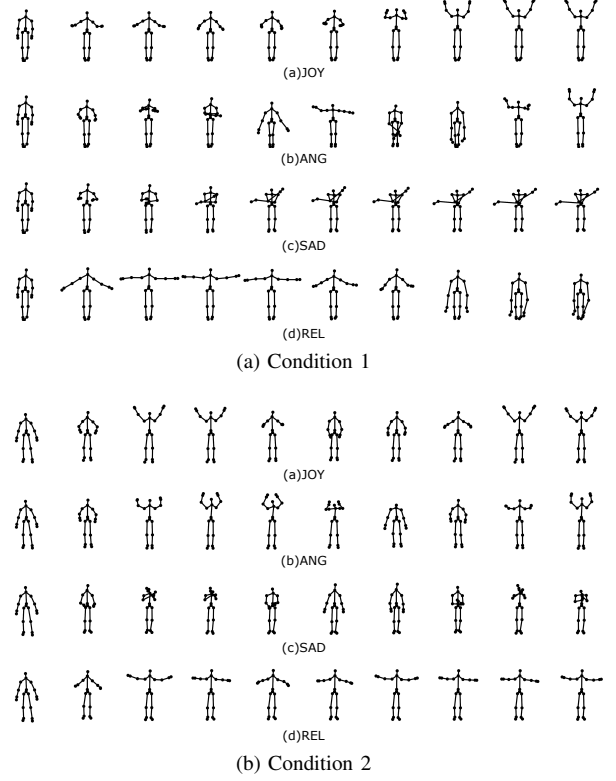 (a)JOY
(b)ANG
(c)SAD
(d)REL
(a) Condition 1
(a)JOY
(b)ANG
(c)SAD
(d)REL
(b) Condition 2